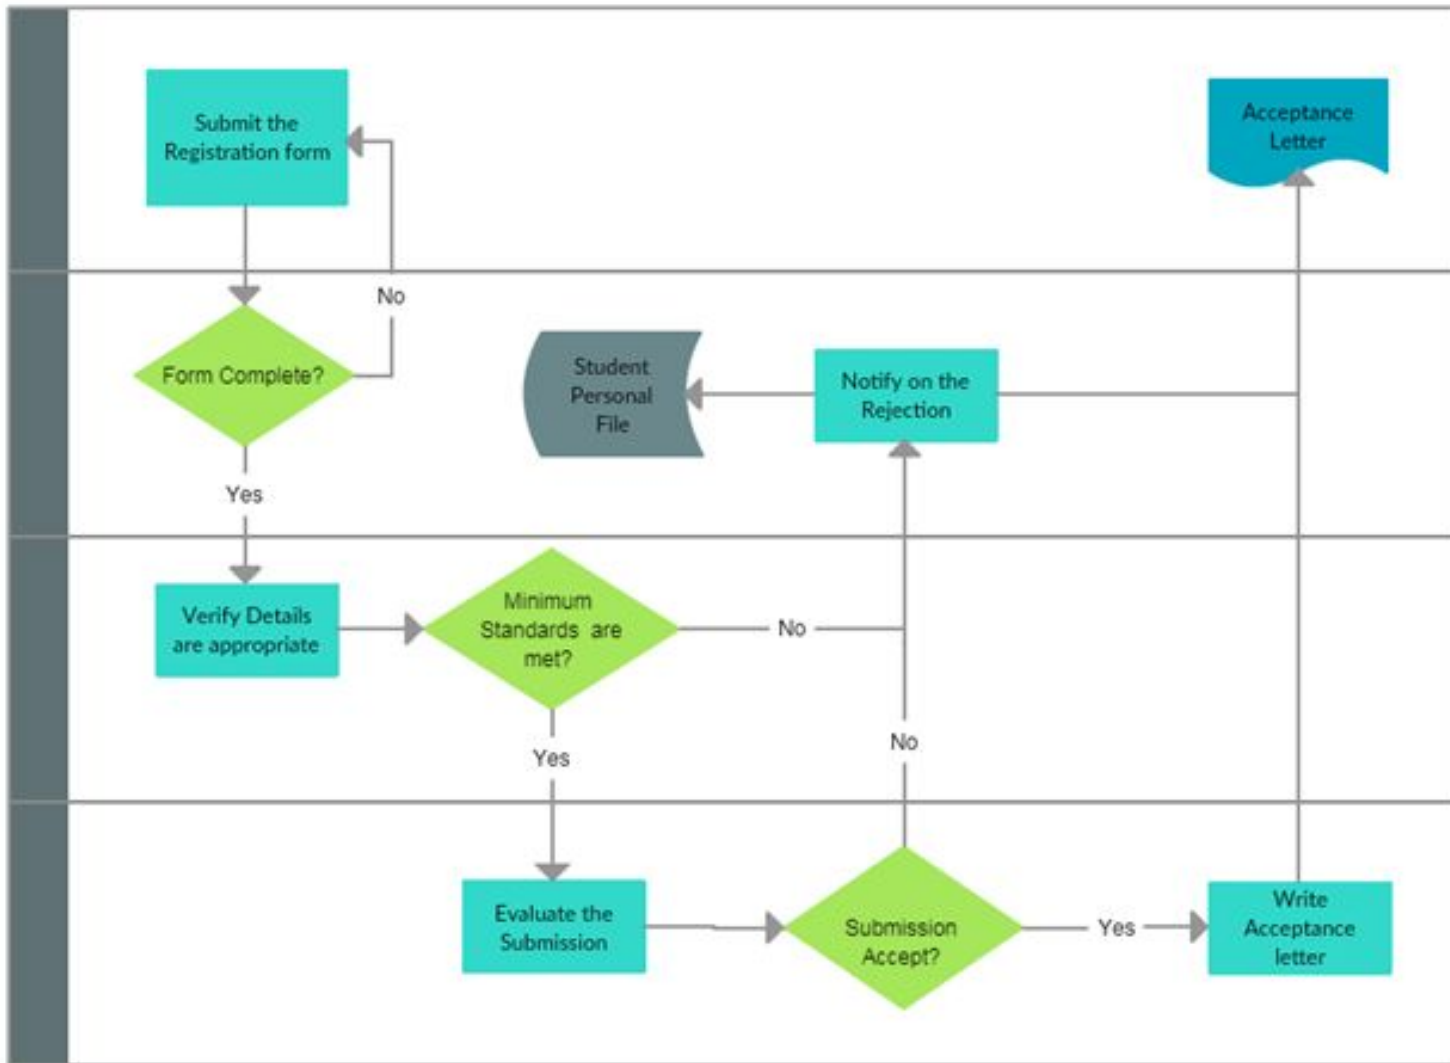 Submit the
Registration form
Acceptance
Letter
No
Form Complete?
Student
Personal
File
Notify on the
Rejection
Yes
Verify Details
are appropriate
Minimum
Standards are
met?
No
No
Yes
Evaluate the
Submission
Submission
Accept?
Yes
Write
Acceptance
letter